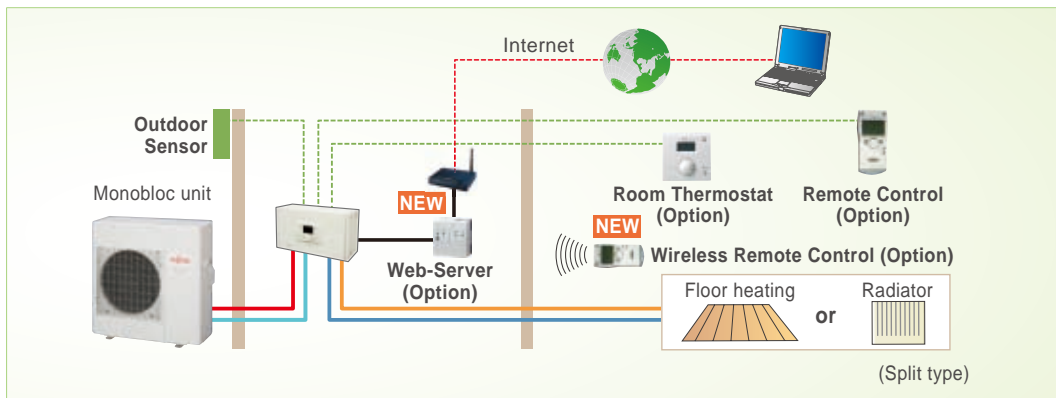 Internet
Outdoor
Sensor
Monobloc unit
NEW
Web-Server
(Option)
Room Thermostat
(Option)
Remote Control
(Option)
NEW
Wireless Remote Control (Option)
Floor heating
or
Radiator
(Split type)